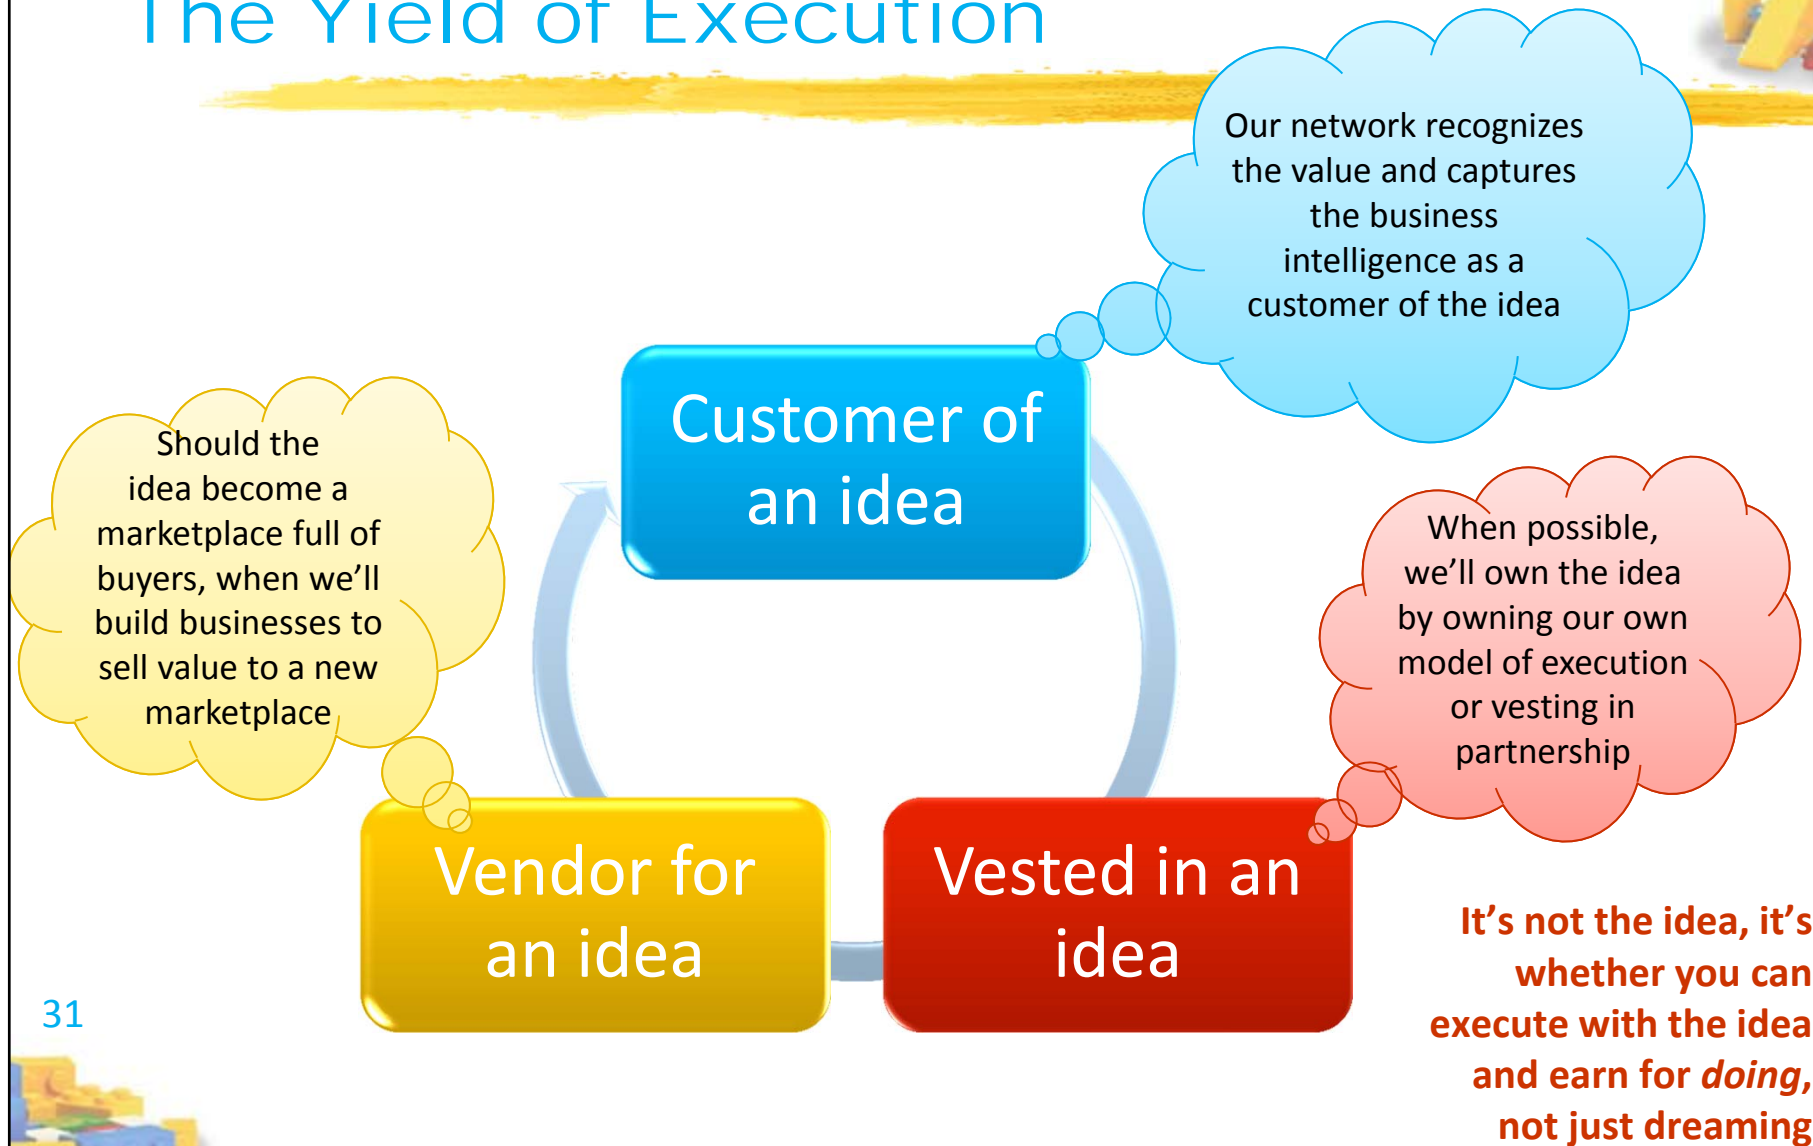 The Yield of Execution
Our network recognizes
the value and captures
the business
intelligence as a
customer of the idea
Customer of
an idea
Should the
idea become a
marketplace full of
buyers, when we’ll
build businesses to
sell value to a new
marketplace
When possible,
we’ll own the idea
by owning our own
model of execution
or vesting in
partnership
Vendor for
an idea
Vested in an
idea
It’s not the idea, it’s
whether you can
execute with the idea
and earn for doing,
not just dreaming
31